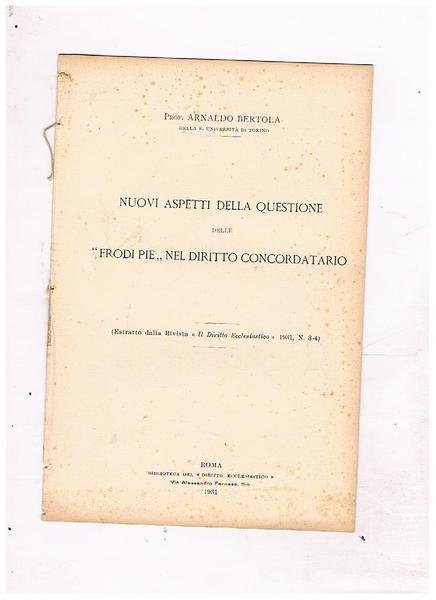 PROF. ARNALDO BERTOLA
DELLA R. UNIVERSITÀ DI TORINO
NUOVI ASPETTI DELLA QUESTIONE
DELLE
“FRODI PIE„ NEL DIRITTO CONCORDATARIO
(Estratto dalla Rivista « Il Diritto Ecclesiastico » 1931, N. 3-4)
ROMA
BIBLIOTECA DEL « DIRITTO ECCLESIASTICO »
Via Alessandro Farnese,
1931